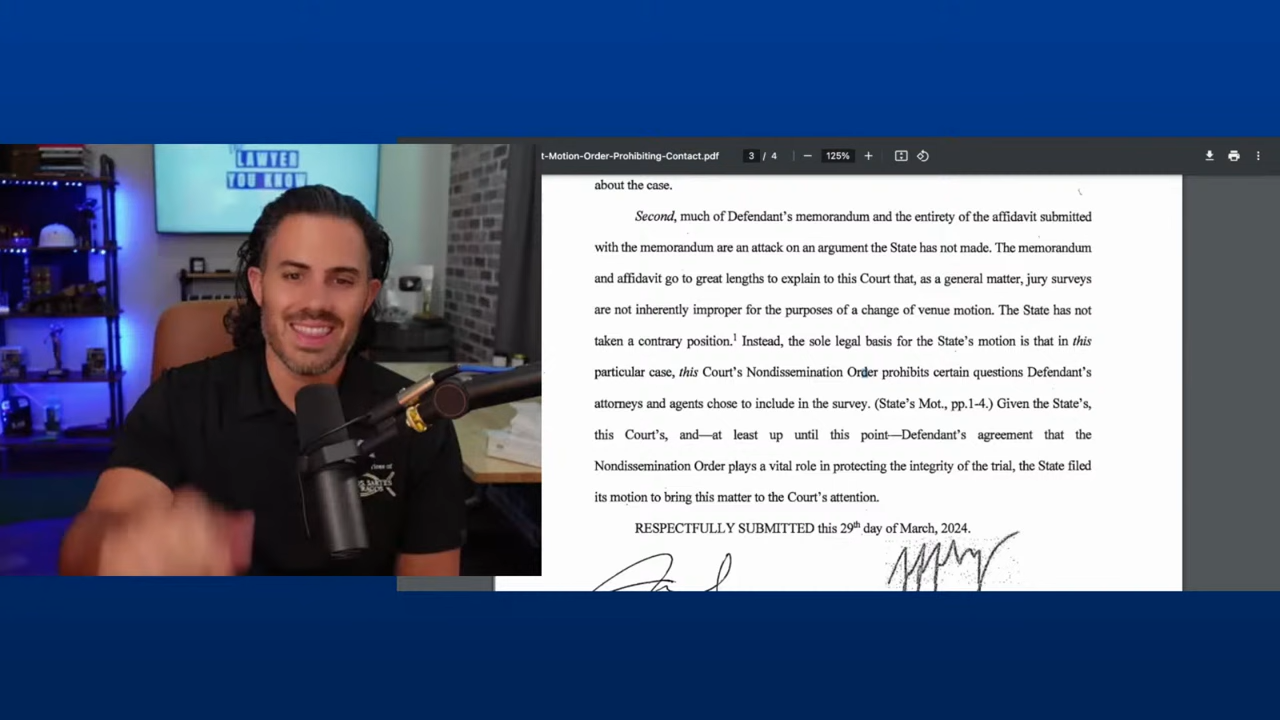 LAWYER
YOU KNOW
t-Motion-Order-Prohibiting-Contact.pdf
3 / 4
125%
about the case.
Second, much of Defendant's memorandum and the entirety of the affidavit submitted
with the memorandum are an attack on an argument the State has not made. The memorandum
and affidavit go to great lengths to explain to this Court that, as a general matter, jury surveys
are not inherently improper for the purposes of a change of venue motion. The State has not
taken a contrary position.1 Instead, the sole legal basis for the State's motion is that in this
particular case, this Court's Nondissemination Order prohibits certain questions Defendant's
attorneys and agents chose to include in the survey. (State's Mot., pp.1-4.) Given the State's,
this Court's, and—at least up until this point—Defendant's agreement that the
Nondissemination Order plays a vital role in protecting the integrity of the trial, the State filed
its motion to bring this matter to the Court's attention.
RESPECTFULLY SUBMITTED this 29th day of March, 2024.